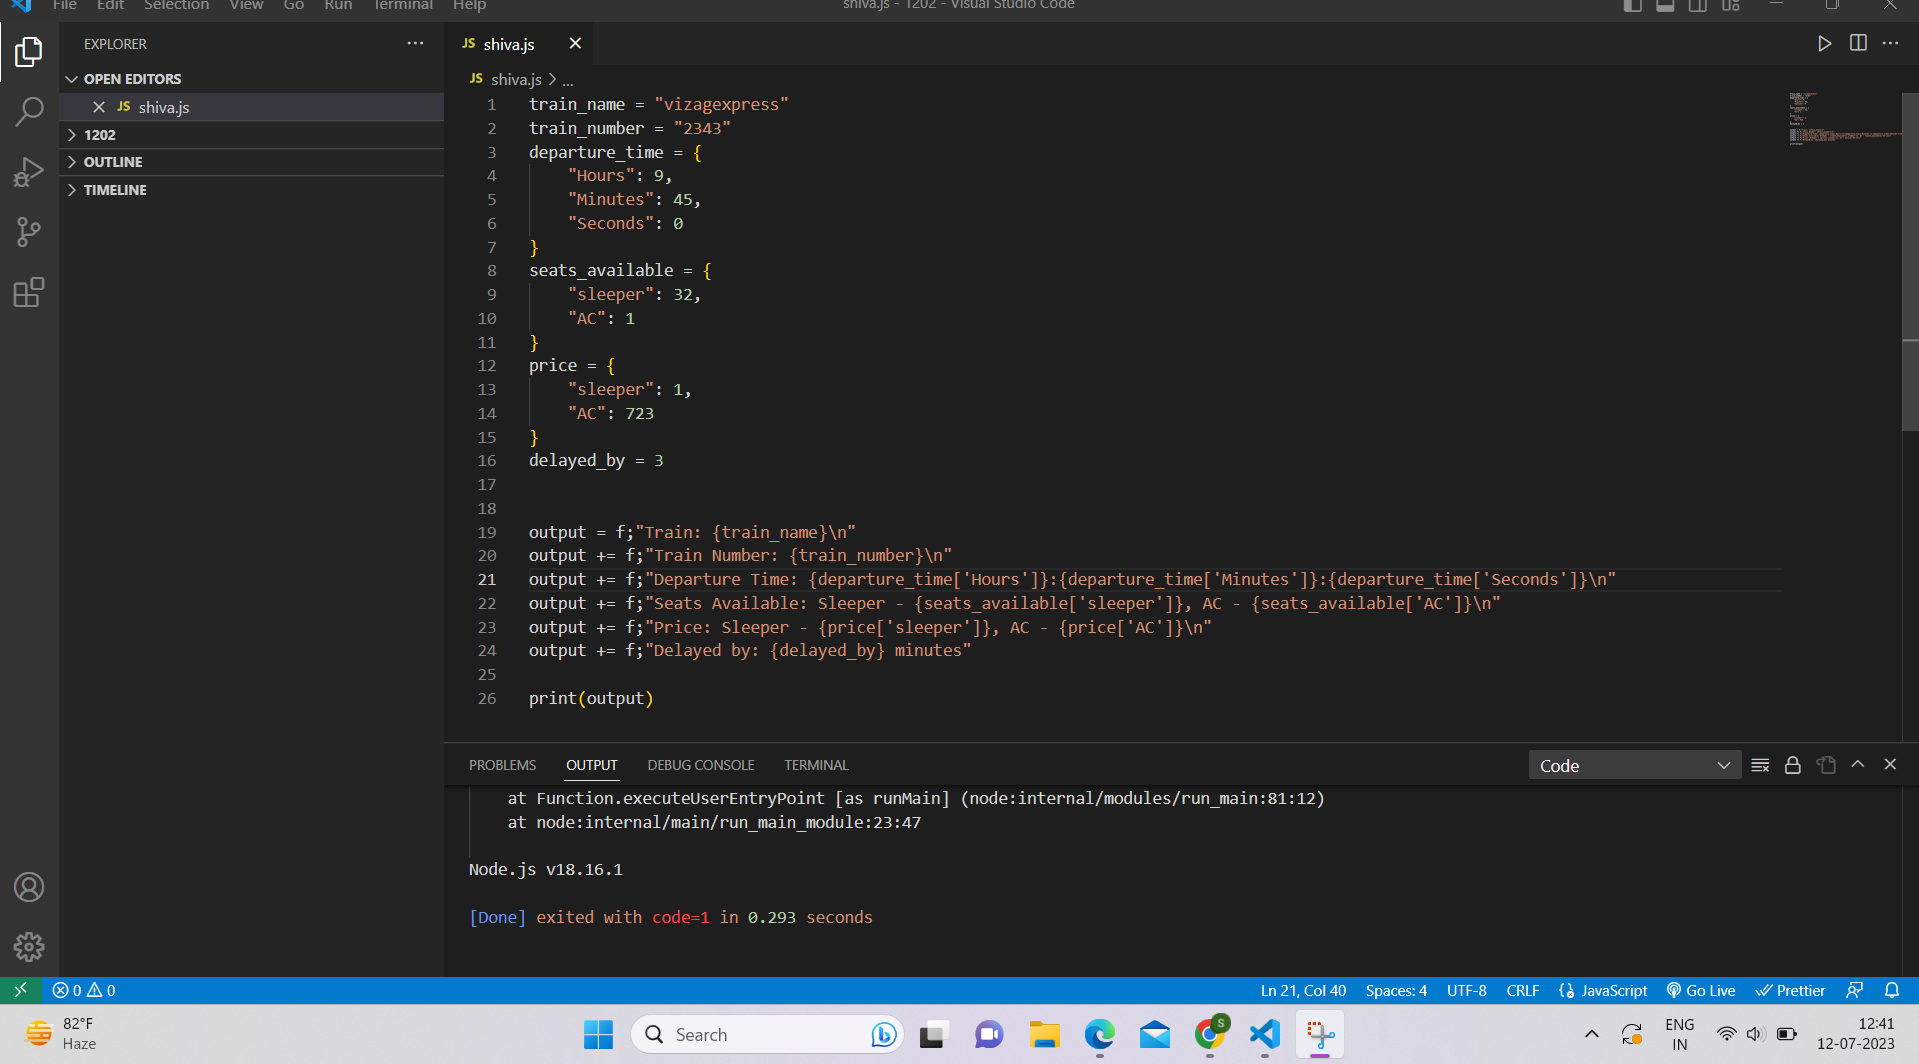 File Edit Selection View Go Run Terminal Help
shiva.js - 1202 - Visual Studio Code
EXPLORER
OPEN EDITORS
JS shiva.js
1202
OUTLINE
TIMELINE
JS shiva.js
JS shiva.js > ...
1 train_name = "vizagexpress"
2 train_number = "2343"
3 departure_time = {
4     "Hours": 9,
5     "Minutes": 45,
6     "Seconds": 0
7 }
8 seats_available = {
9     "sleeper": 32,
10     "AC": 1
11 }
12 price = {
13     "sleeper": 1,
14     "AC": 723
15 }
16 delayed_by = 3
17
18
19 output = f;"Train: {train_name}\n"
20 output += f;"Train Number: {train_number}\n"
21 output += f;"Departure Time: {departure_time['Hours']}:{departure_time['Minutes']}:{departure_time['Seconds']}\n"
22 output += f;"Seats Available: Sleeper - {seats_available['sleeper']}, AC - {seats_available['AC']}\n"
23 output += f;"Price: Sleeper - {price['sleeper']}, AC - {price['AC']}\n"
24 output += f;"Delayed by: {delayed_by} minutes"
25
26 print(output)
PROBLEMS OUTPUT DEBUG CONSOLE TERMINAL
Code
at Function.executeUserEntryPoint [as runMain] (node:internal/modules/run_main:81:12)
at node:internal/main/run_main_module:23:47
Node.js v18.16.1
[Done] exited with code=1 in 0.293 seconds
0 0
Ln 21, Col 40 Spaces: 4 UTF-8 CRLF {} JavaScript Go Live Prettier
82°F
Haze
Search
S
ENG
IN
12:41
12-07-2023